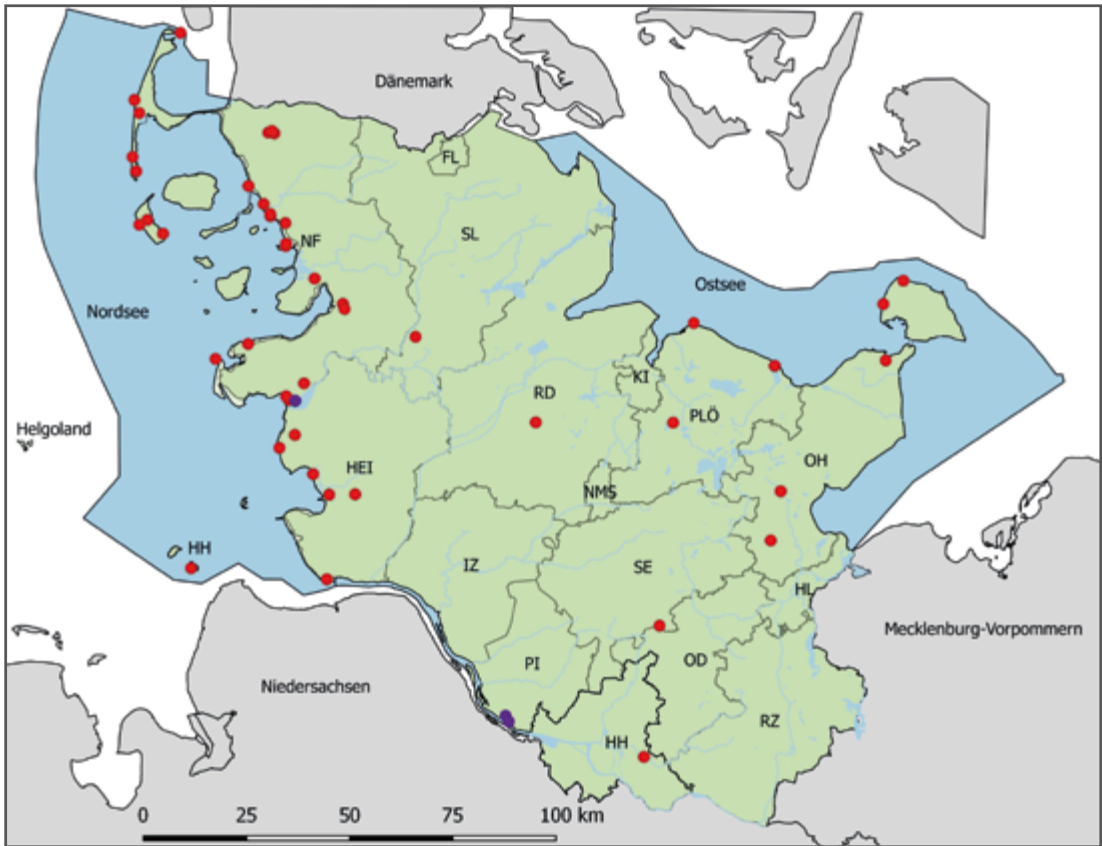 Dänemark
FL
NF
SL
Ostsee
Nordsee
KI
RD
PLÖ
Helgoland
HEI
OH
NMS
HH
IZ
SE
HL
Mecklenburg-Vorpommern
PI
OD
Niedersachsen
RZ
HH
0 25 50 75 100 km